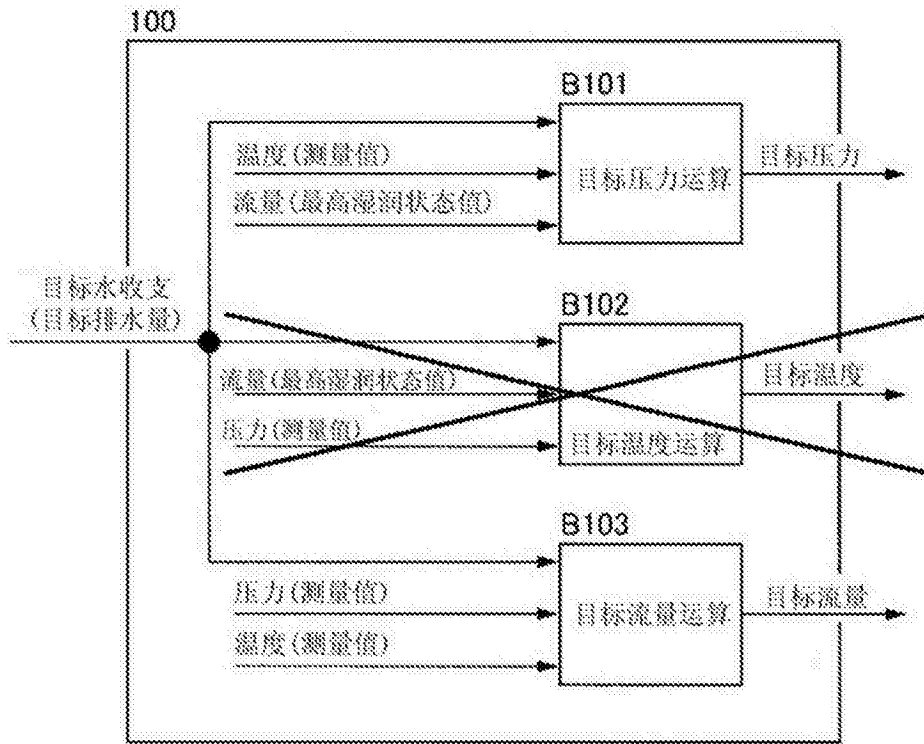 100
B101
温度(测量值)
流量(最高湿润状态值)
目标压力运算
目标压力
目标水收支
(目标排水量)
B102
流量(最高湿润状态值)
压力(测量值)
目标温度运算
目标温度
B103
压力(测量值)
温度(测量值)
目标流量运算
目标流量